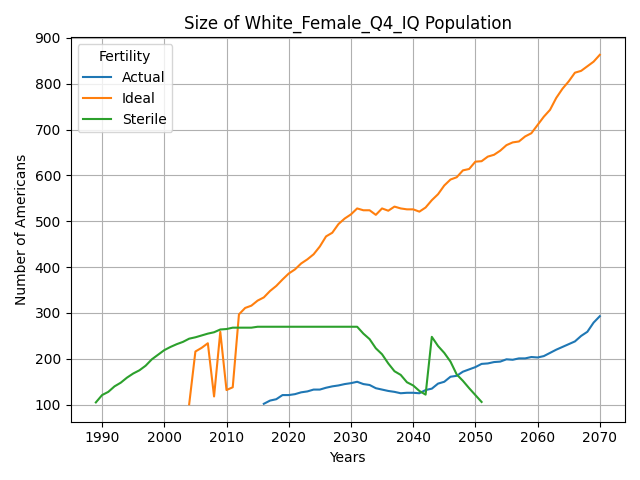 Size of White_Female_Q4_IQ Population
Number of Americans
900
800
700
600
500
400
300
200
100
Fertility
Actual
Ideal
Sterile
1990 2000 2010 2020 2030 2040 2050 2060 2070
Years